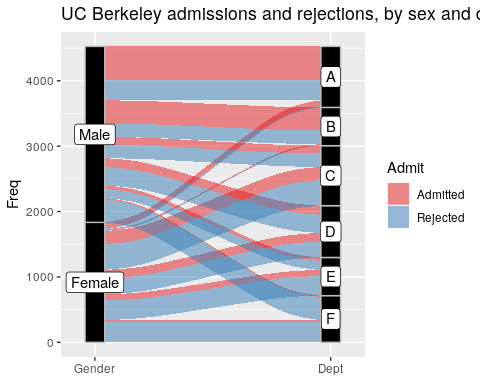 UC Berkeley admissions and rejections, by sex and
4000
3000
2000
1000
0
Freq
Male
Female
A
B
C
D
E
F
Gender
Dept
Admit
Admitted
Rejected